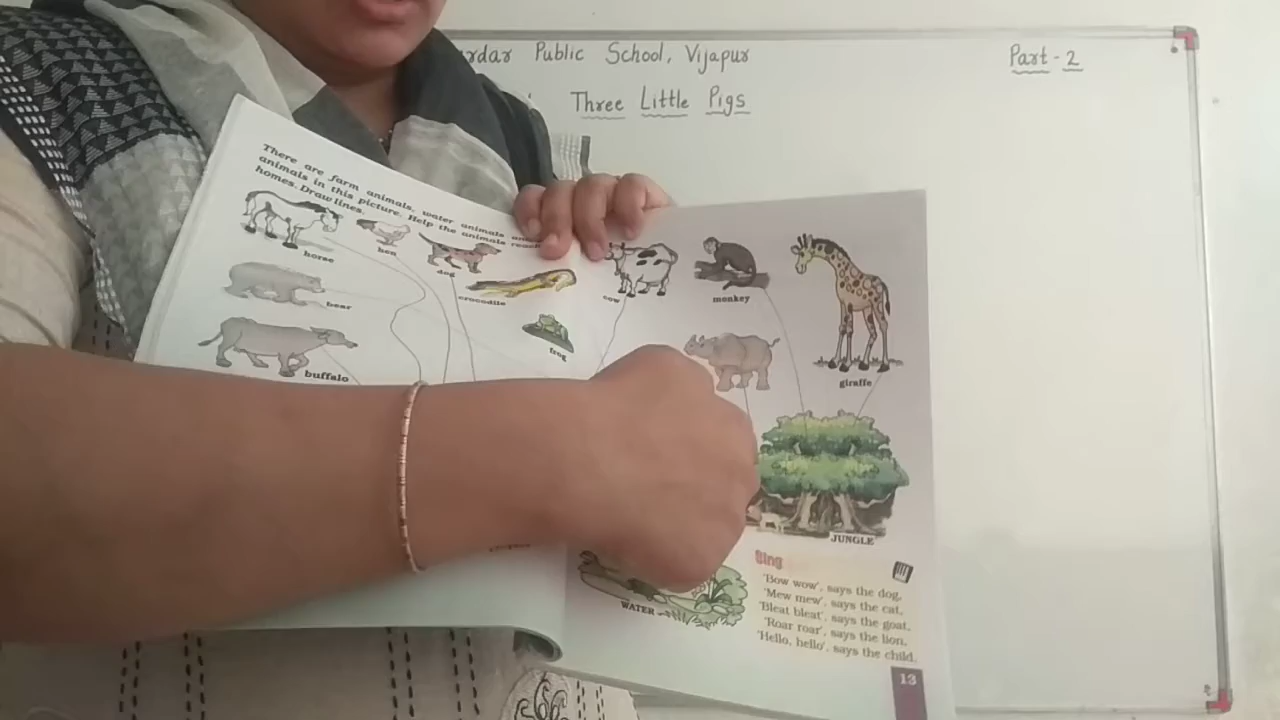 Public School, Vijapur
Part - 2
Three Little Pigs
There are farm animals, water animals
animals in this picture. Help the animals reach
homes. Draw lines.
horse
hen
dog
crocodile
cow
monkey
bear
frog
buffalo
giraffe
JUNGLE
WATER
Sing
'Bow wow', says the dog,
'Mew mew', says the cat,
'Bleat bleat', says the goat,
'Roar roar', says the lion,
'Hello, hello', says the child.
13